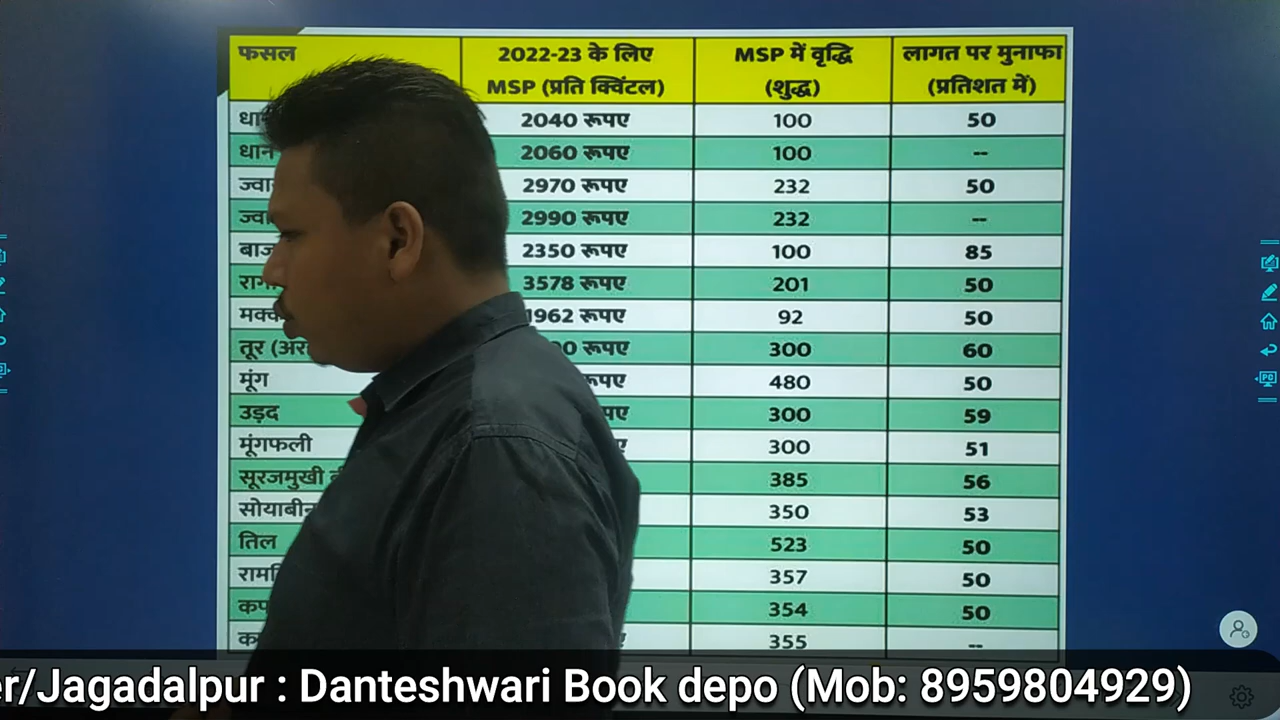 फसल 2022-23 के लिए MSP (प्रति क्विंटल) MSP में वृद्धि (शुद्ध) लागत पर मुनाफा (प्रतिशत में)
2040 रूपए 100 50
धान 2060 रूपए 100 --
2970 रूपए 232 50
2990 रूपए 232 --
2350 रूपए 100 85
3578 रूपए 201 50
1962 रूपए 92 50
तूर रूपए 300 60
मूंग 480 50
उड़द 300 59
मूंगफली 300 51
सूरजमुखी 385 56
सोयाबीन 350 53
तिल 523 50
357 50
354 50
355 --
/Jagadalpur : Danteshwari Book depo (Mob: 8959804929)